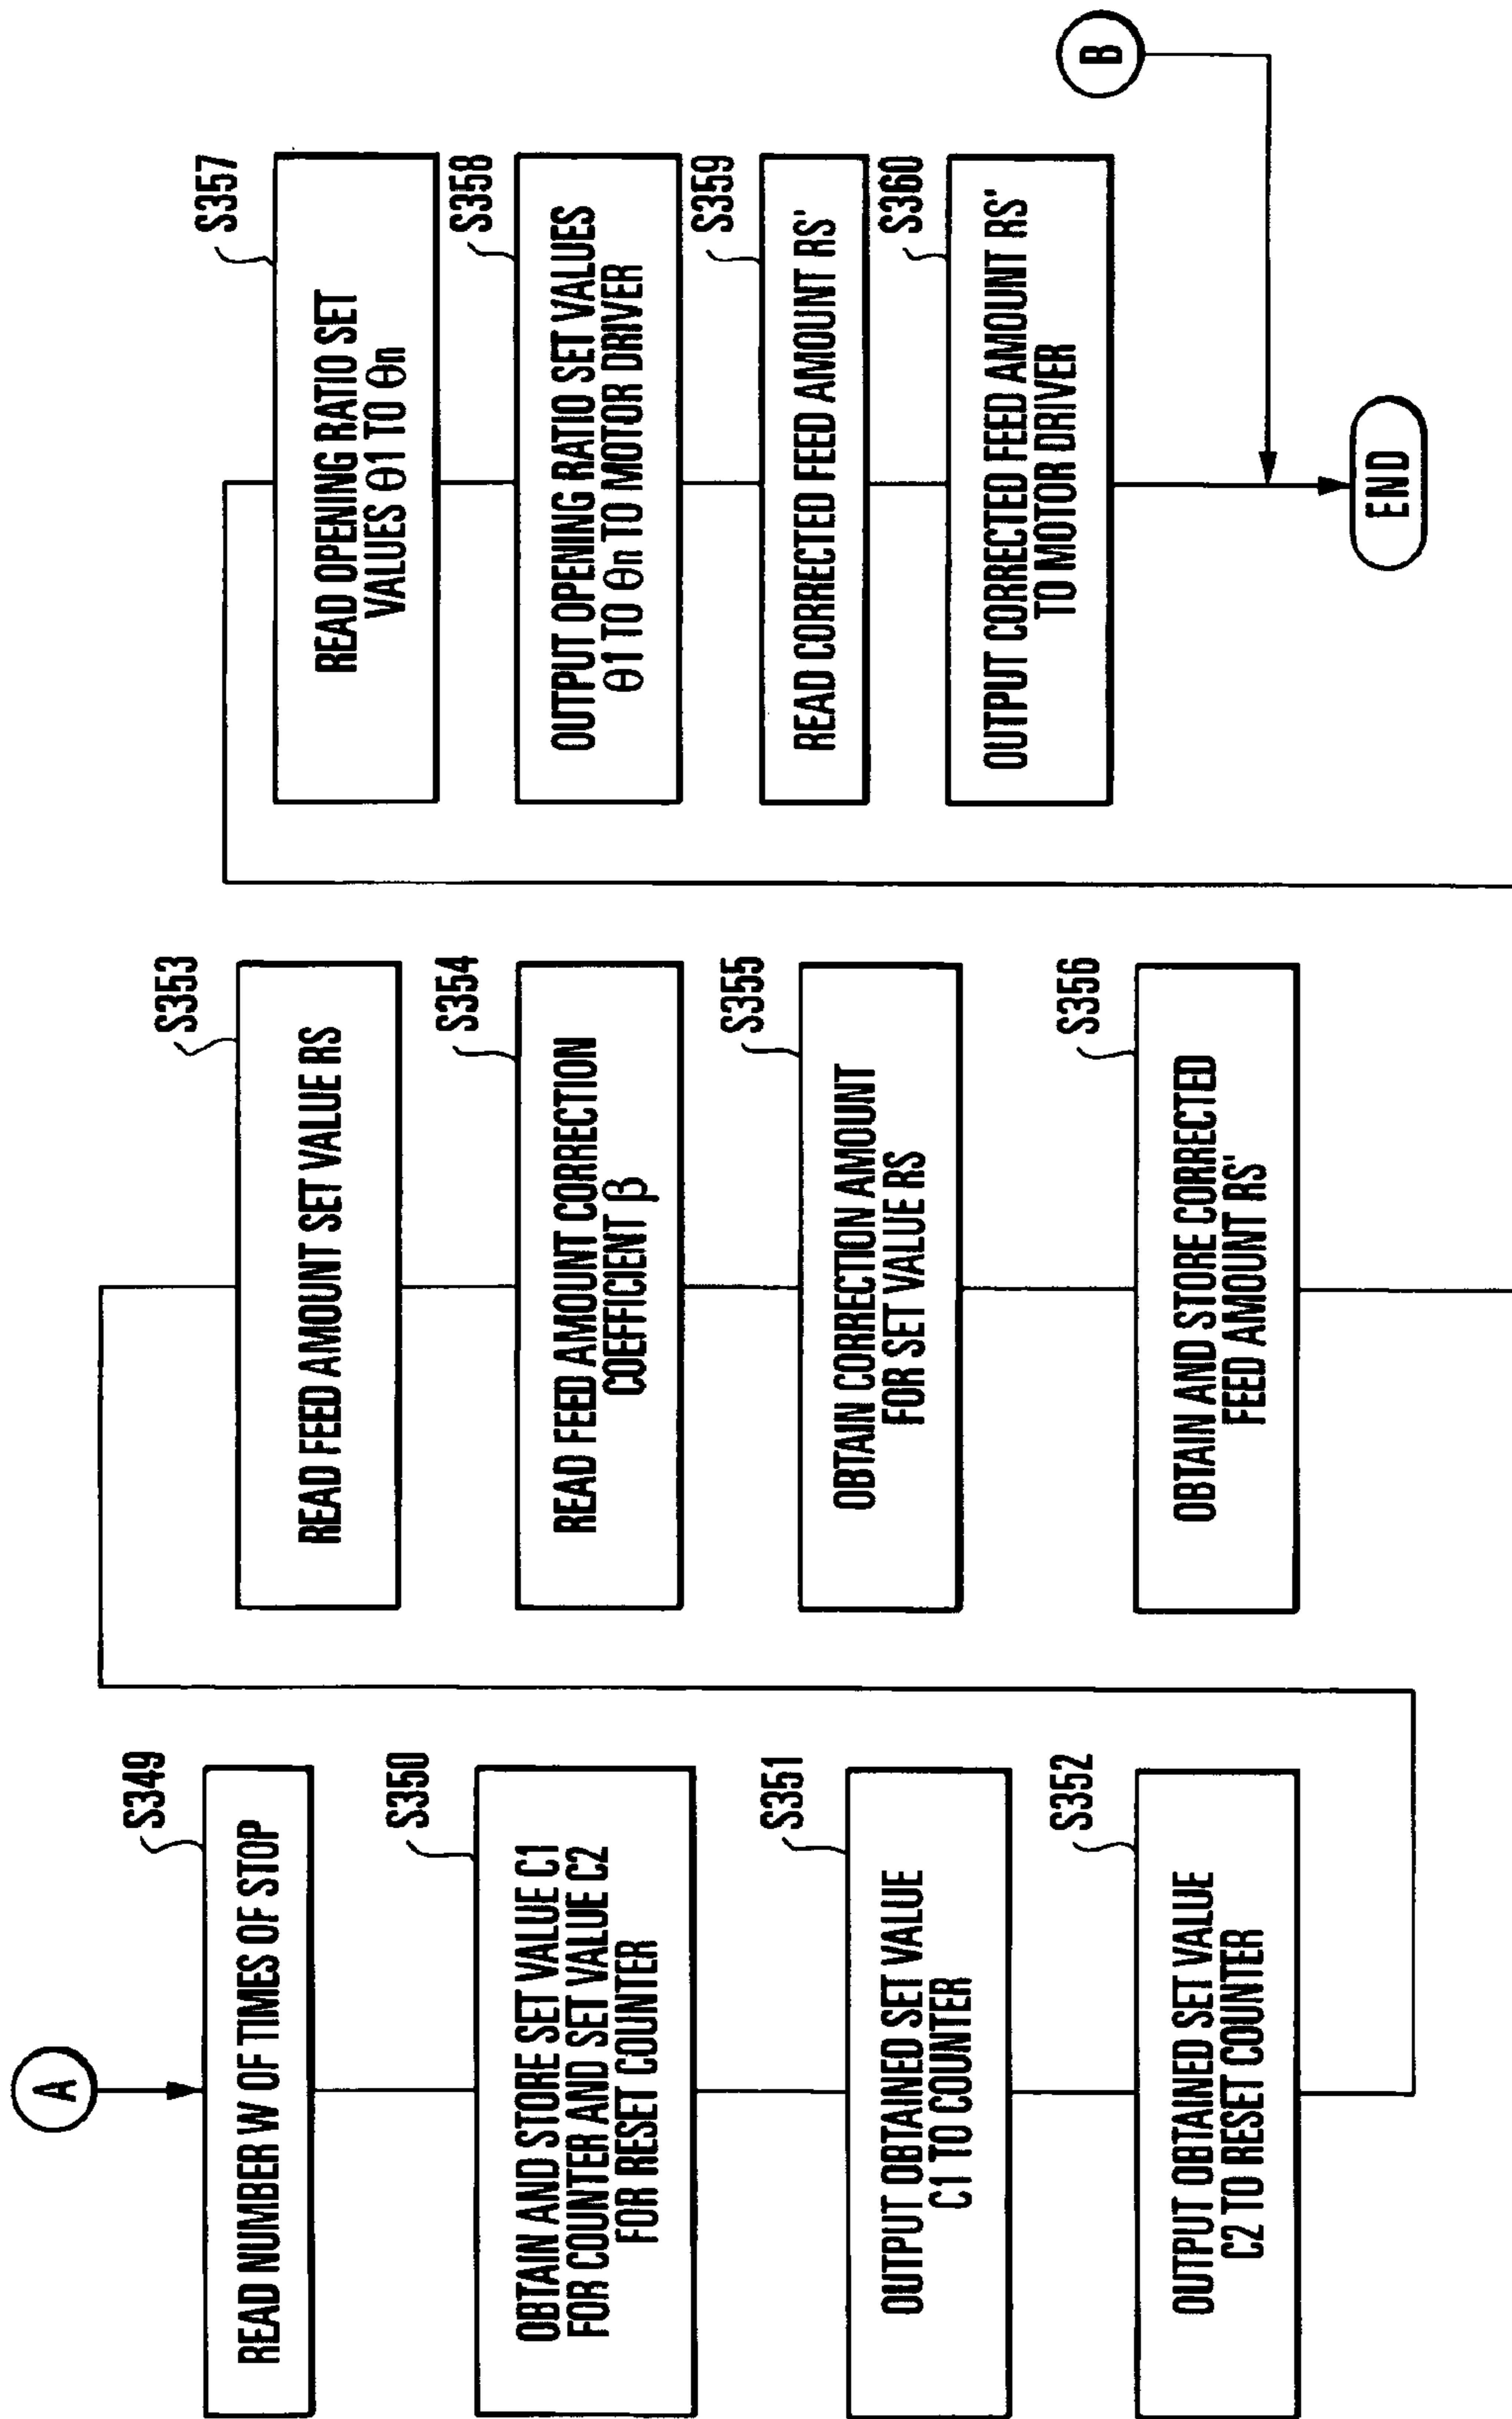 A
S349
READ NUMBER W OF TIMES OF STOP
S350
OBTAIN AND STORE SET VALUE C1
FOR COUNTER AND SET VALUE C2
FOR RESET COUNTER
S351
OUTPUT OBTAINED SET VALUE
C1 TO COUNTER
S352
OUTPUT OBTAINED SET VALUE
C2 TO RESET COUNTER
S353
READ FEED AMOUNT SET VALUE RS
S354
READ FEED AMOUNT CORRECTION
COEFFICIENT β
S355
OBTAIN CORRECTION AMOUNT
FOR SET VALUE RS
S356
OBTAIN AND STORE CORRECTED
FEED AMOUNT RS'
S357
READ OPENING RATIO SET
VALUES θ1 TO θn
S358
OUTPUT OPENING RATIO SET VALUES
θ1 TO θn TO MOTOR DRIVER
S359
READ CORRECTED FEED AMOUNT RS'
S360
OUTPUT CORRECTED FEED AMOUNT RS'
TO MOTOR DRIVER
B
END